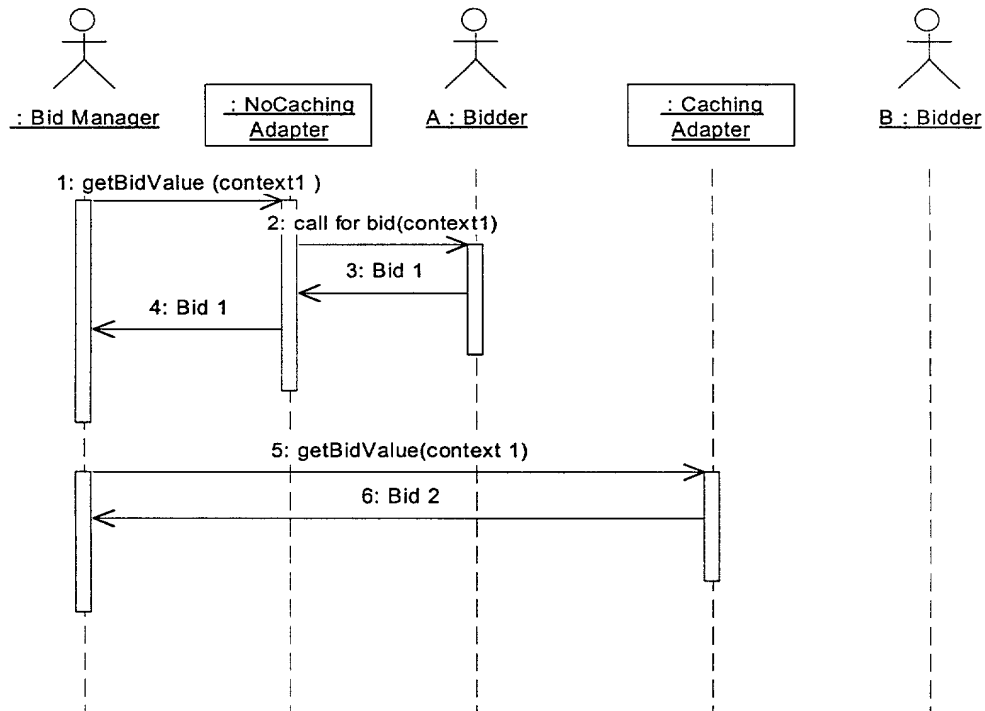 : Bid Manager
: NoCaching
Adapter
A : Bidder
: Caching
Adapter
B : Bidder
1: getBidValue (context1 )
2: call for bid(context1)
3: Bid 1
4: Bid 1
5: getBidValue(context 1)
6: Bid 2